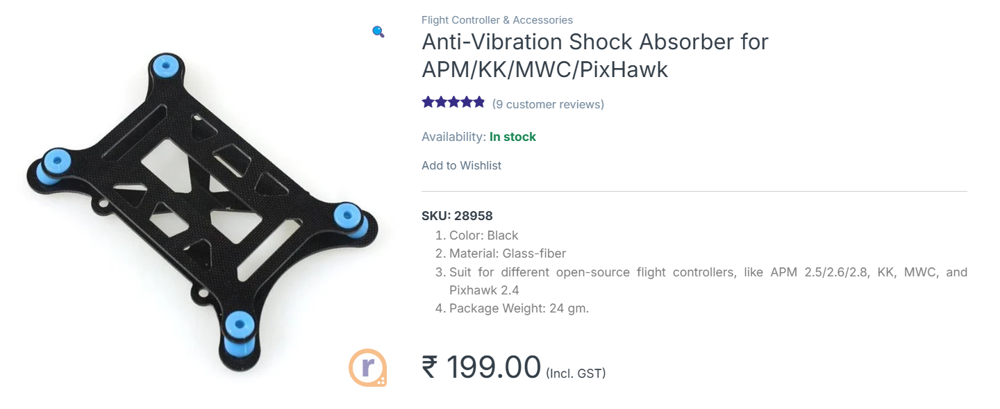 Flight Controller & Accessories
Anti-Vibration Shock Absorber for
APM/KK/MWC/PixHawk
(9 customer reviews)
Availability: In stock
Add to Wishlist
SKU: 28958
1. Color: Black
2. Material: Glass-fiber
3. Suit for different open-source flight controllers, like APM 2.5/2.6/2.8, KK, MWC, and
Pixhawk 2.4
4. Package Weight: 24 gm.
r
₹ 199.00 (Incl. GST)